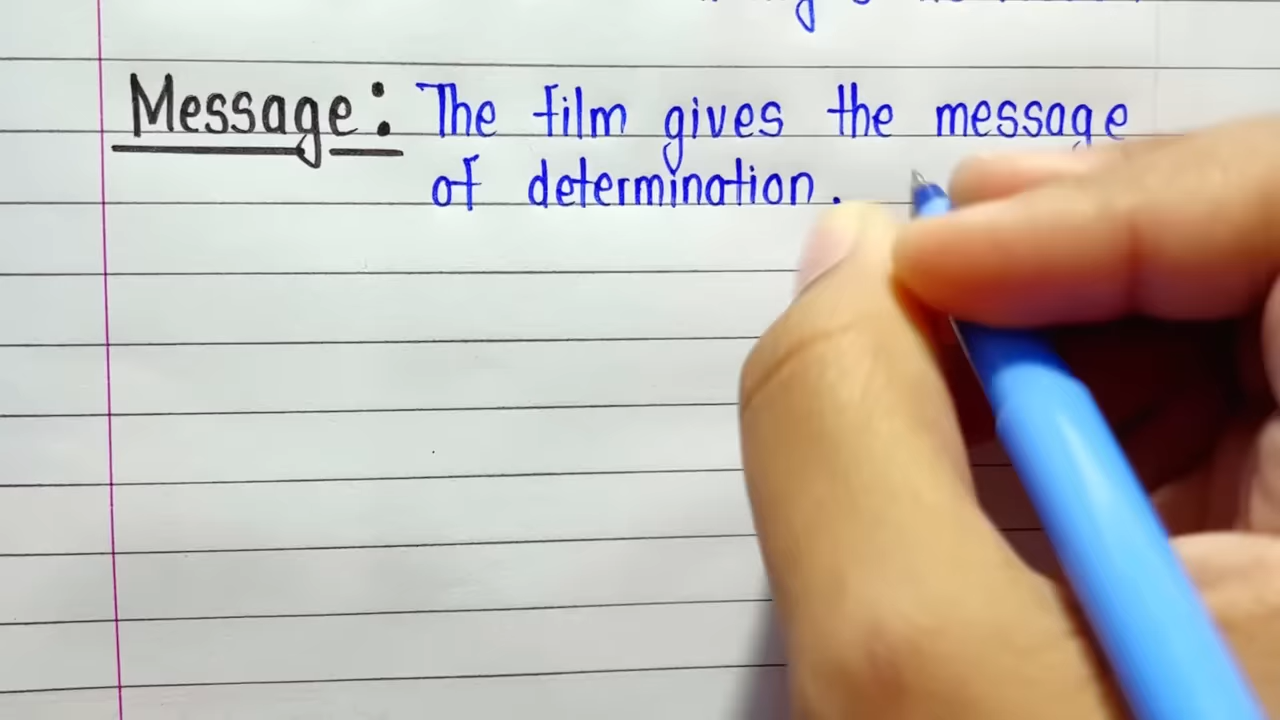 Message: The film gives the message
of determination.